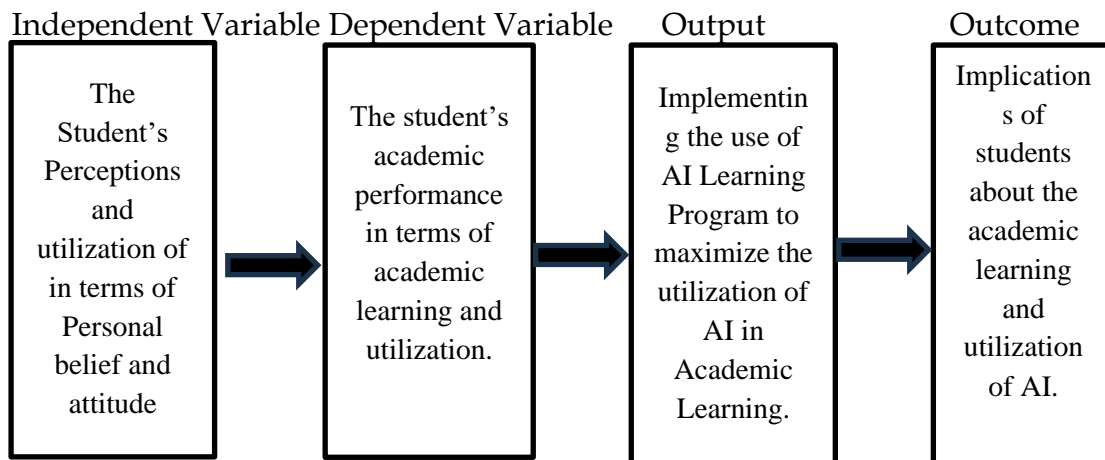 Independent Variable Dependent Variable Output Outcome
The
Student’s
Perceptions
and
utilization of
in terms of
Personal
belief and
attitude
The student’s
academic
performance
in terms of
academic
learning and
utilization.
Implementin
g the use of
AI Learning
Program to
maximize the
utilization of
AI in
Academic
Learning.
Implication
s of
students
about the
academic
learning
and
utilization
of AI.